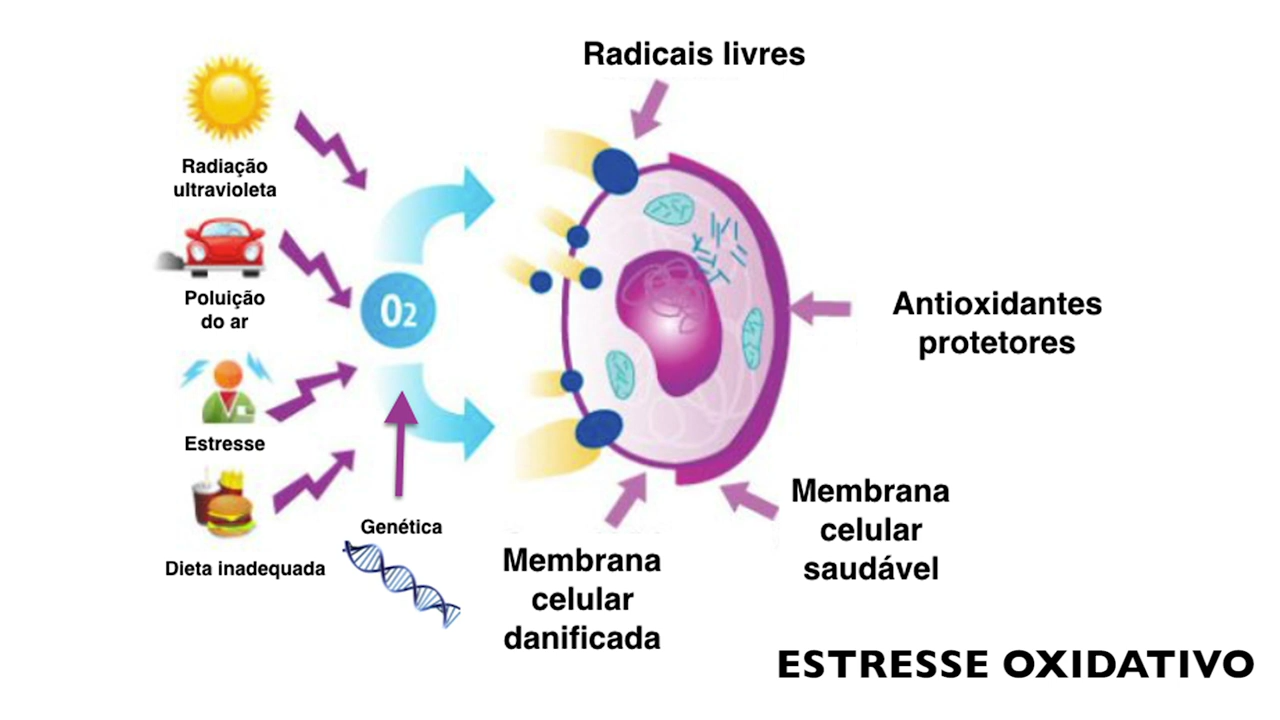 Radicais livres
Radiação
ultravioleta
Poluição
do ar
O2
Antioxidantes
protetores
Estresse
Membrana
celular
saudável
Genética
Dieta inadequada
Membrana
celular
danificada
ESTRESSE OXIDATIVO